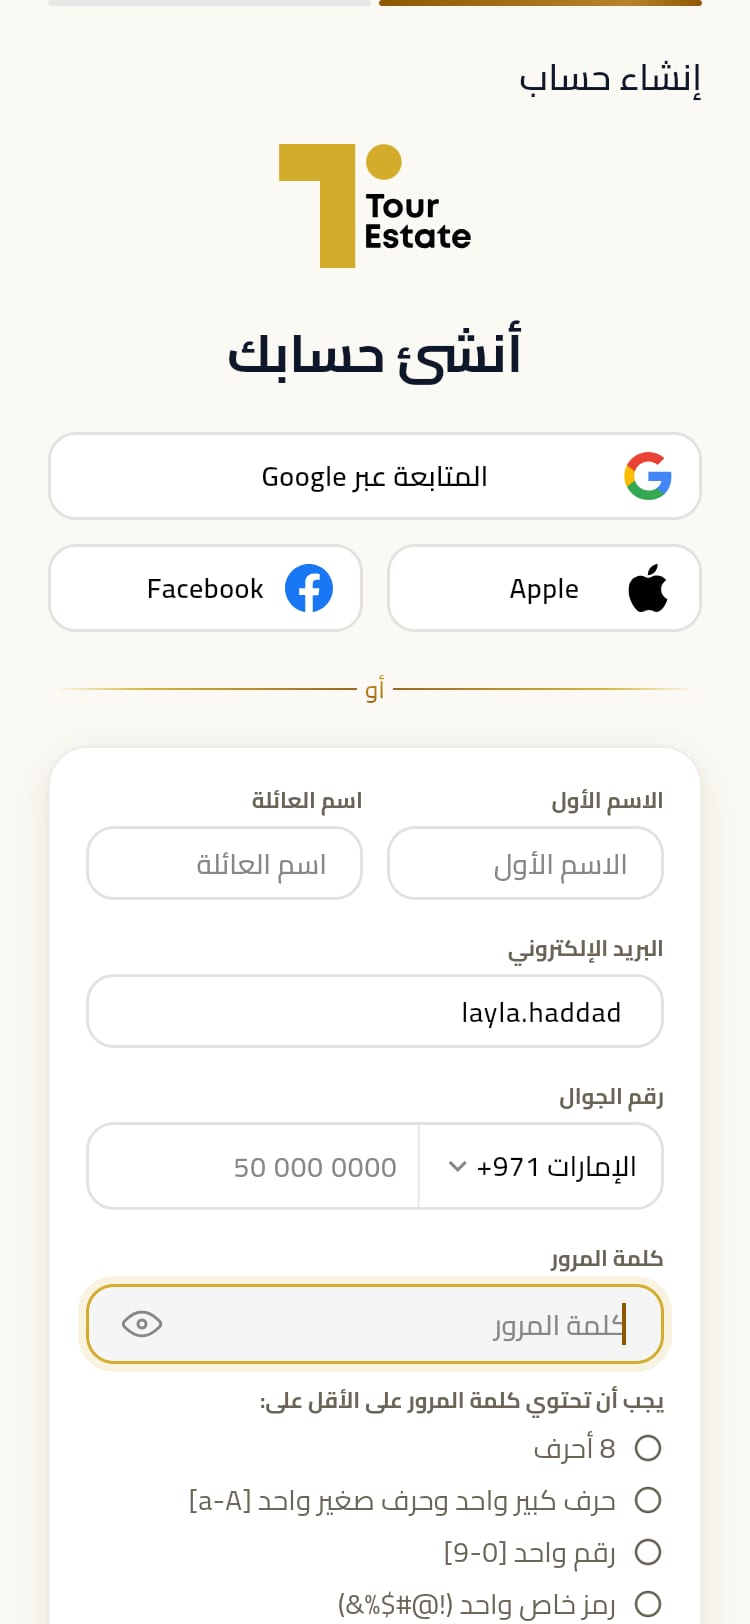 إنشاء حساب
Tour
Estate
أنشئ حسابك
المتابعة عبر Google
Apple
Facebook
أو
الاسم الأول
اسم العائلة
الاسم الأول
اسم العائلة
البريد الإلكتروني
layla.haddad
رقم الجوال
الإمارات 971+
50 000 0000
كلمة المرور
كلمة المرور
يجب أن تحتوي كلمة المرور على الأقل على:
8 أحرف
حرف كبير واحد وحرف صغير واحد [a-A]
رقم واحد [0-9]
رمز خاص واحد (!@#$%&)